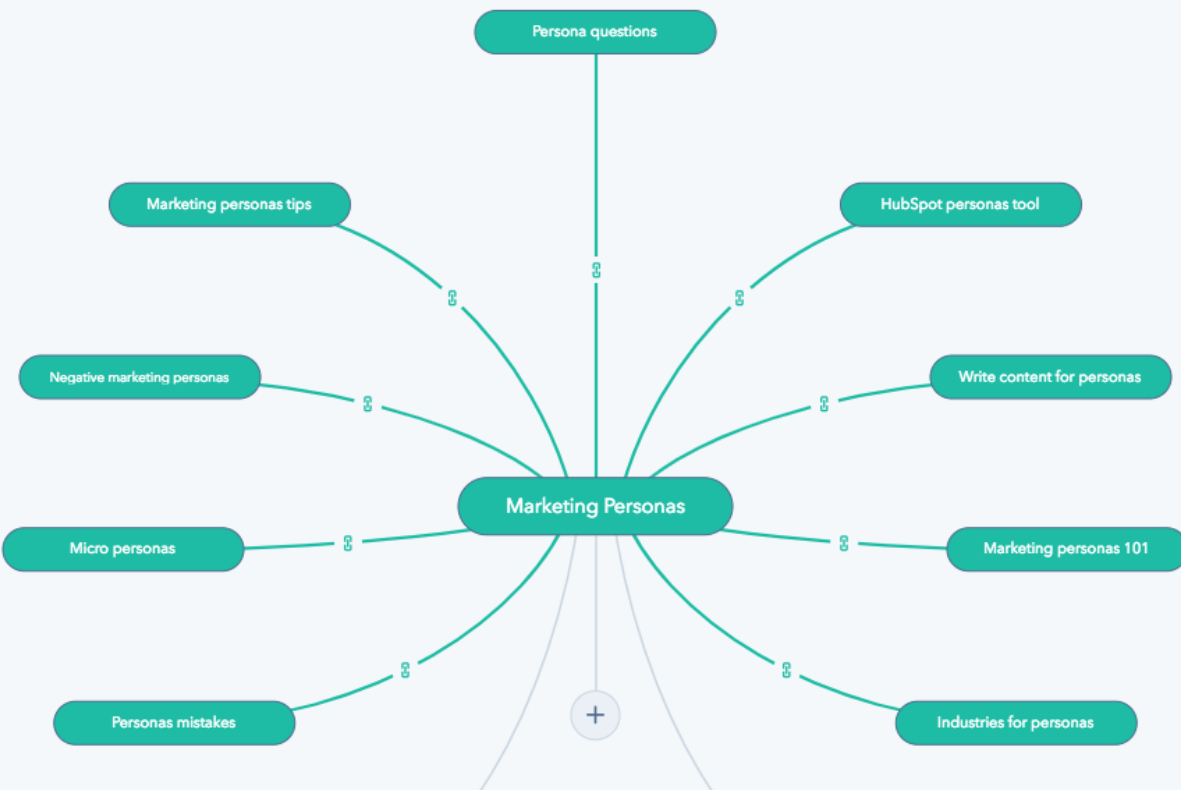 Persona questions
Marketing personas tips
HubSpot personas tool
Negative marketing personas
Write content for personas
Marketing Personas
Micro personas
Marketing personas 101
Personas mistakes
Industries for personas